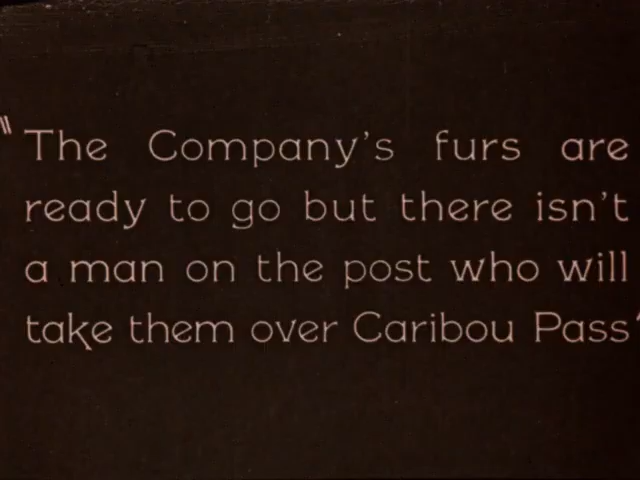 "The Company's furs are
ready to go but there isn't
a man on the post who will
take them over Caribou Pass"